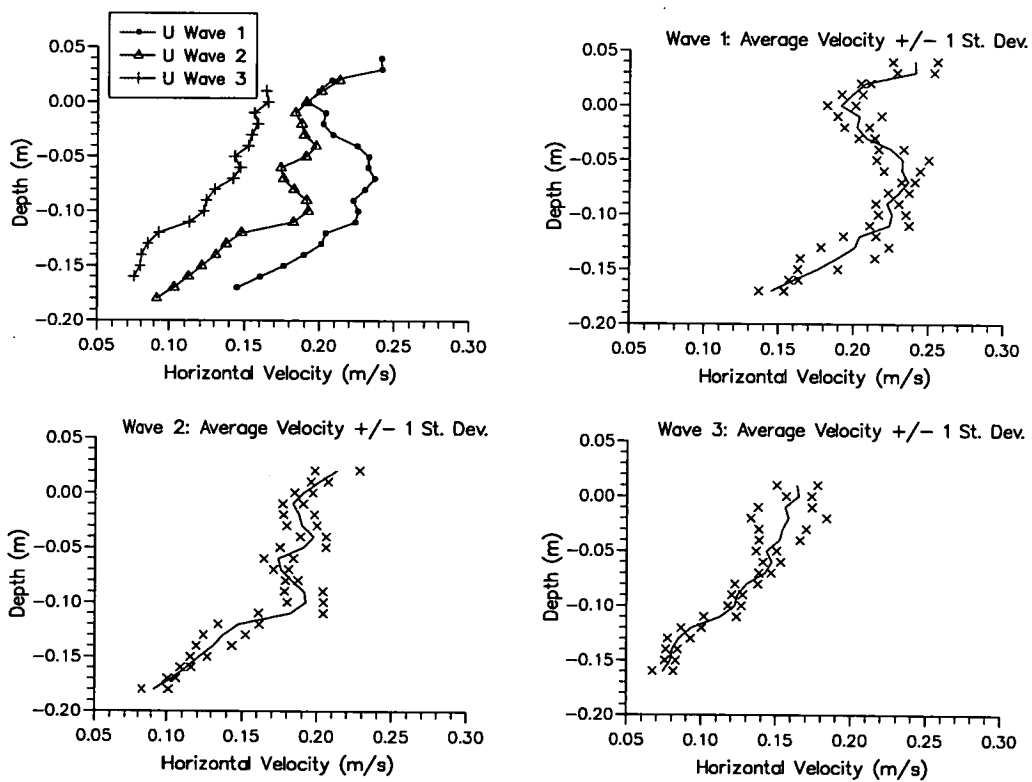 U Wave 1
U Wave 2
U Wave 3
0.05
0.00
−0.05
−0.10
−0.15
−0.20
Depth (m)
0.05 0.10 0.15 0.20 0.25 0.30
Horizontal Velocity (m/s)
Wave 1: Average Velocity +/− 1 St. Dev.
0.05
0.00
−0.05
−0.10
−0.15
−0.20
Depth (m)
0.05 0.10 0.15 0.20 0.25 0.30
Horizontal Velocity (m/s)
Wave 2: Average Velocity +/− 1 St. Dev.
0.05
0.00
−0.05
−0.10
−0.15
−0.20
Depth (m)
0.05 0.10 0.15 0.20 0.25 0.30
Horizontal Velocity (m/s)
Wave 3: Average Velocity +/− 1 St. Dev.
0.05
0.00
−0.05
−0.10
−0.15
−0.20
Depth (m)
0.05 0.10 0.15 0.20 0.25 0.30
Horizontal Velocity (m/s)